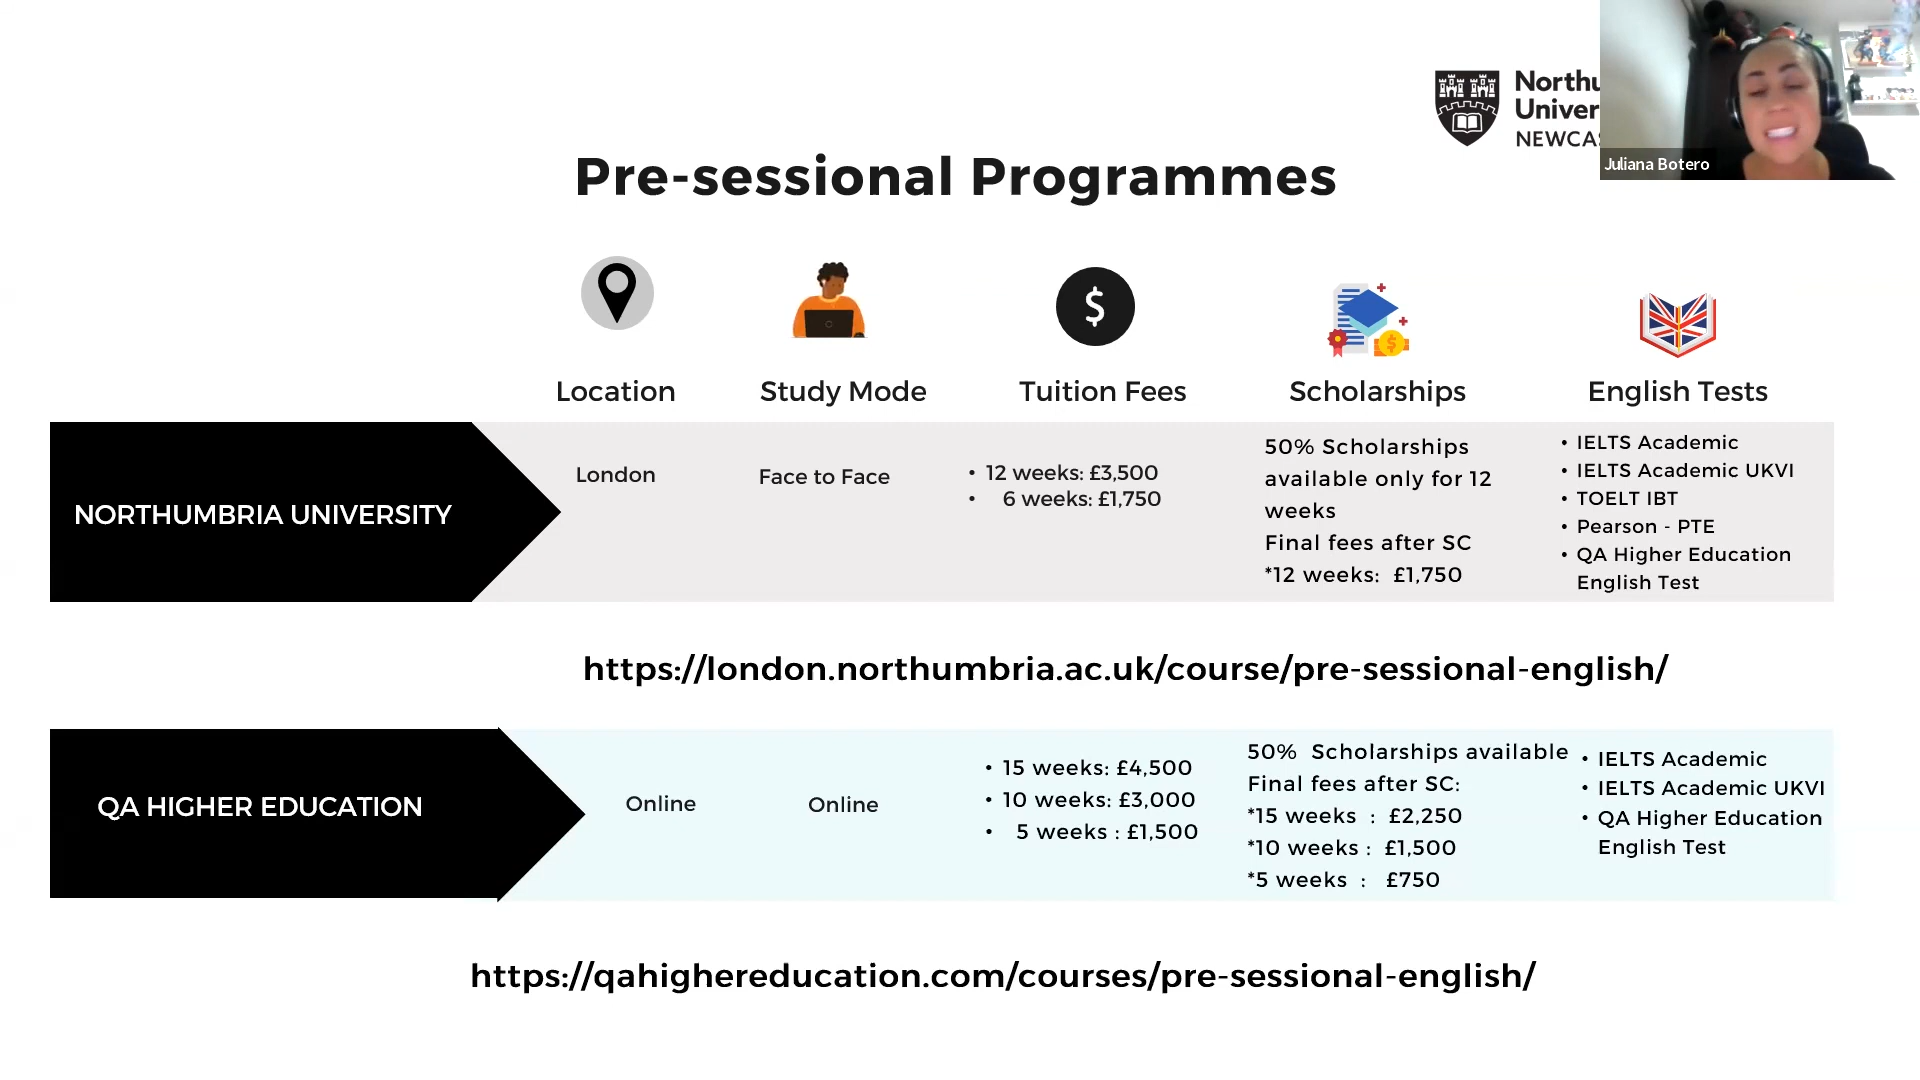 Northu
Univer
NEWCAS
Juliana Botero
Pre-sessional Programmes
Location
Study Mode
Tuition Fees
Scholarships
English Tests
NORTHUMBRIA UNIVERSITY
London
Face to Face
• 12 weeks: £3,500
• 6 weeks: £1,750
50% Scholarships
available only for 12
weeks
Final fees after SC
*12 weeks: £1,750
• IELTS Academic
• IELTS Academic UKVI
• TOELT IBT
• Pearson - PTE
• QA Higher Education
English Test
https://london.northumbria.ac.uk/course/pre-sessional-english/
QA HIGHER EDUCATION
Online
Online
• 15 weeks: £4,500
• 10 weeks: £3,000
• 5 weeks : £1,500
50% Scholarships available
Final fees after SC:
*15 weeks : £2,250
*10 weeks : £1,500
*5 weeks : £750
• IELTS Academic
• IELTS Academic UKVI
• QA Higher Education
English Test
https://qahighereducation.com/courses/pre-sessional-english/